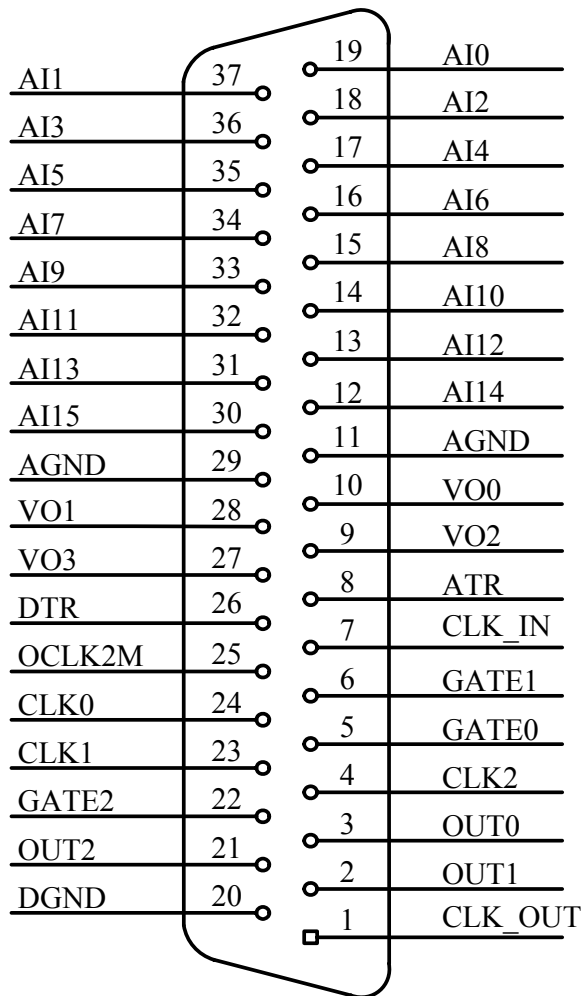 19 AI0
AI1 37
18 AI2
AI3 36
17 AI4
AI5 35
16 AI6
AI7 34
15 AI8
AI9 33
14 AI10
AI11 32
13 AI12
AI13 31
12 AI14
AI15 30
11 AGND
AGND 29
10 VO0
VO1 28
9 VO2
VO3 27
8 ATR
DTR 26
7 CLK_IN
OCLK2M 25
6 GATE1
CLK0 24
5 GATE0
CLK1 23
4 CLK2
GATE2 22
3 OUT0
OUT2 21
2 OUT1
DGND 20
1 CLK_OUT